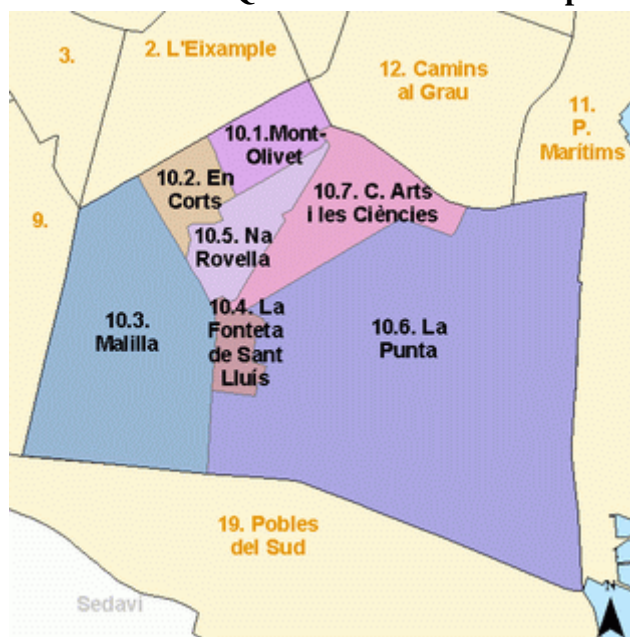 3.
2. L'Eixample
12. Camins
al Grau
11.
P.
Marítims
10.1.Mont-
Olivet
10.2. En
Corts
10.7. C. Arts
i les Ciències
9.
10.5. Na
Rovella
10.3.
Malilla
10.4. La
Fonteta
de Sant
Lluís
10.6. La
Punta
19. Pobles
del Sud
Sedaví